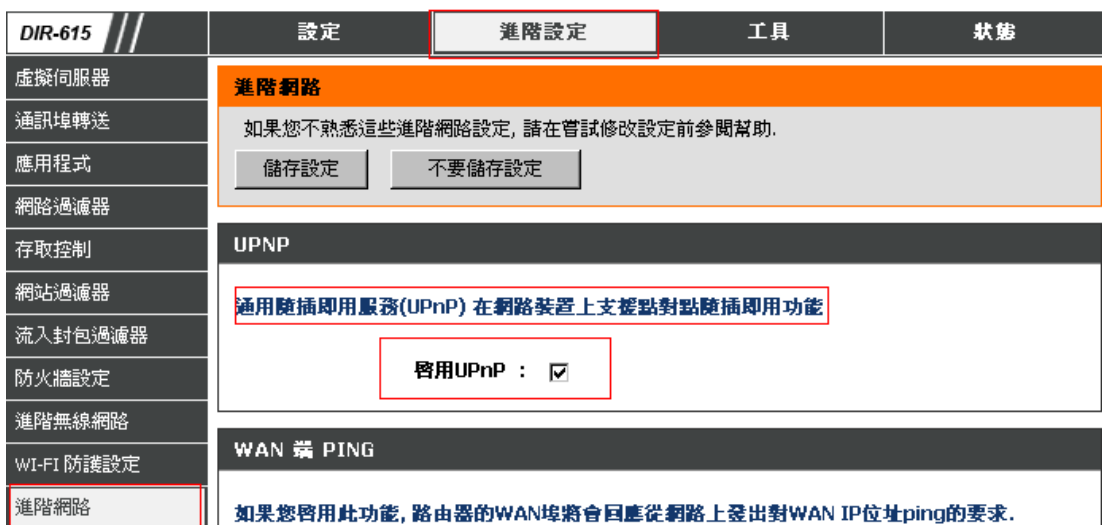 DIR-615
設定
進階設定
工具
狀態
虛擬伺服器
通訊埠轉送
應用程式
網路過濾器
存取控制
網站過濾器
流入封包過濾器
防火牆設定
進階無線網路
WI-FI 防護設定
進階網路
進階網路
如果您不熟悉這些進階網路設定, 請在嘗試修改設定前參閱幫助.
儲存設定
不要儲存設定
UPNP
通用隨插即用服務(UPnP) 在網路裝置上支援點對點隨插即用功能
啓用UPnP :
WAN 端 PING
如果您啓用此功能, 路由器的WAN埠將會回應從網路上發出對WAN IP位址ping的要求.